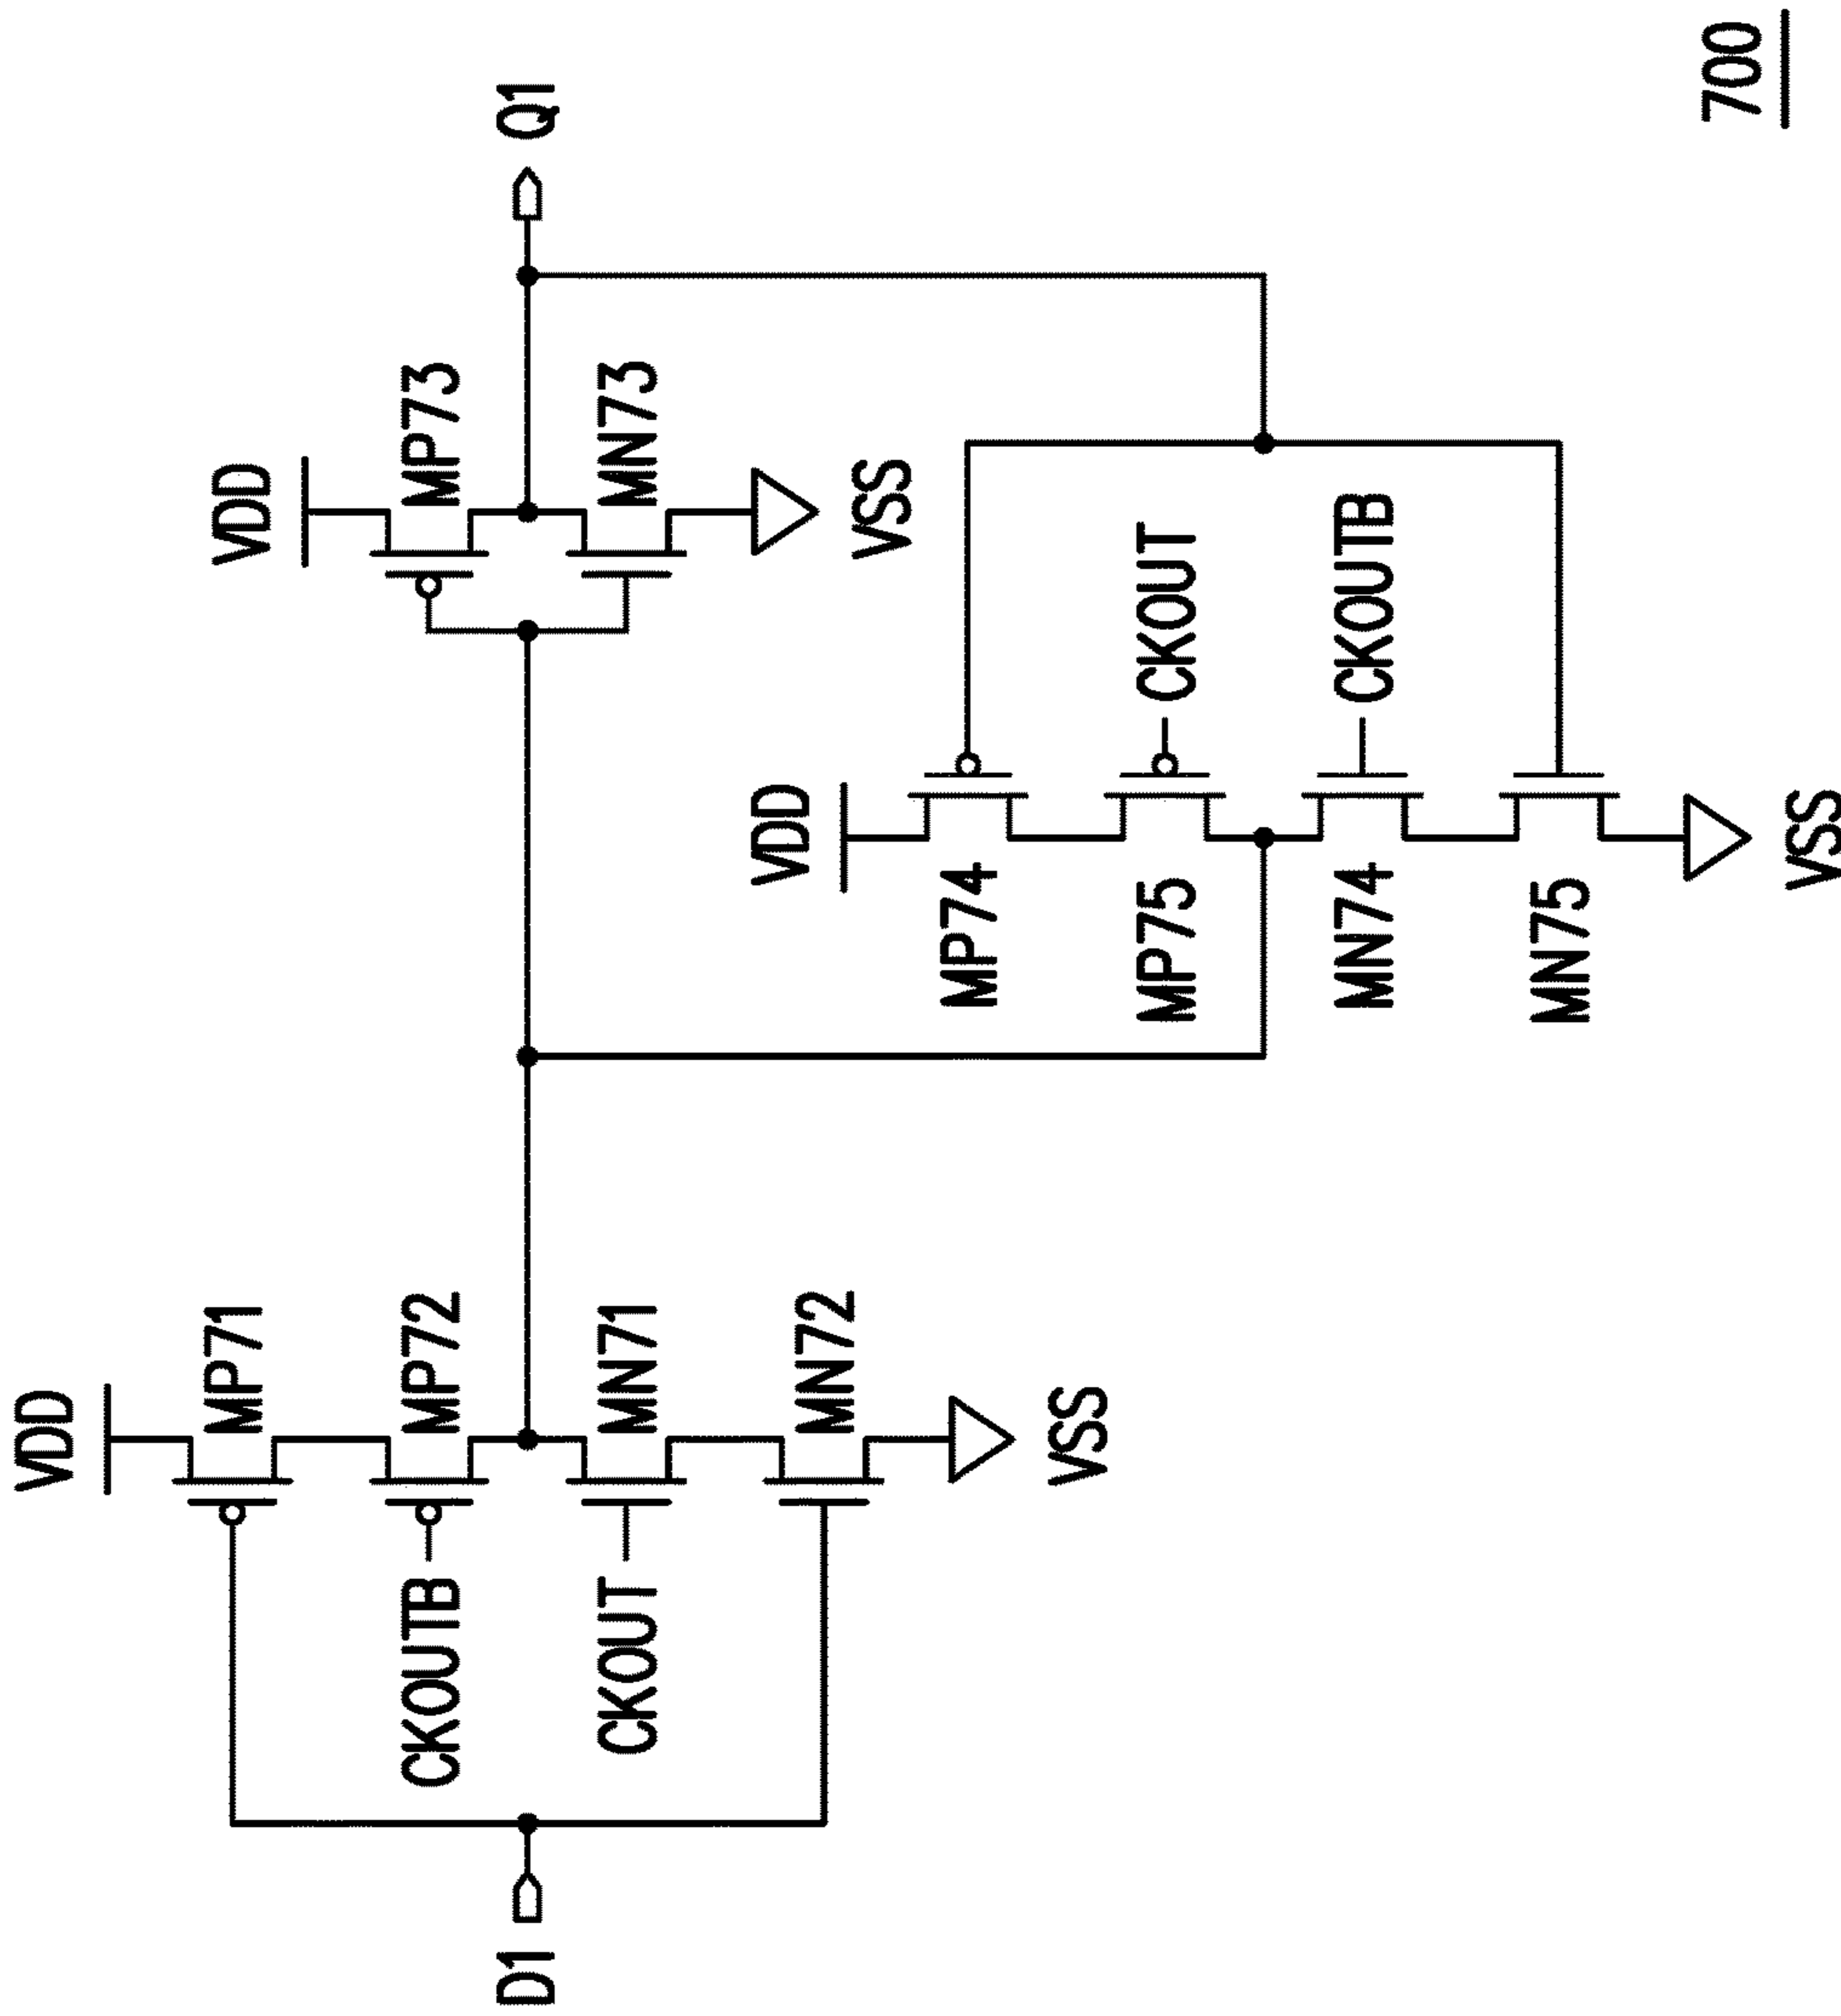 VDD
MP71
CKOUTB
MP72
CKOUT
MN71
MN72
VSS
D1
VDD
MP73
MN73
VSS
Q1
VDD
MP74
MP75
CKOUT
MN74
CKOUTB
MN75
VSS
700